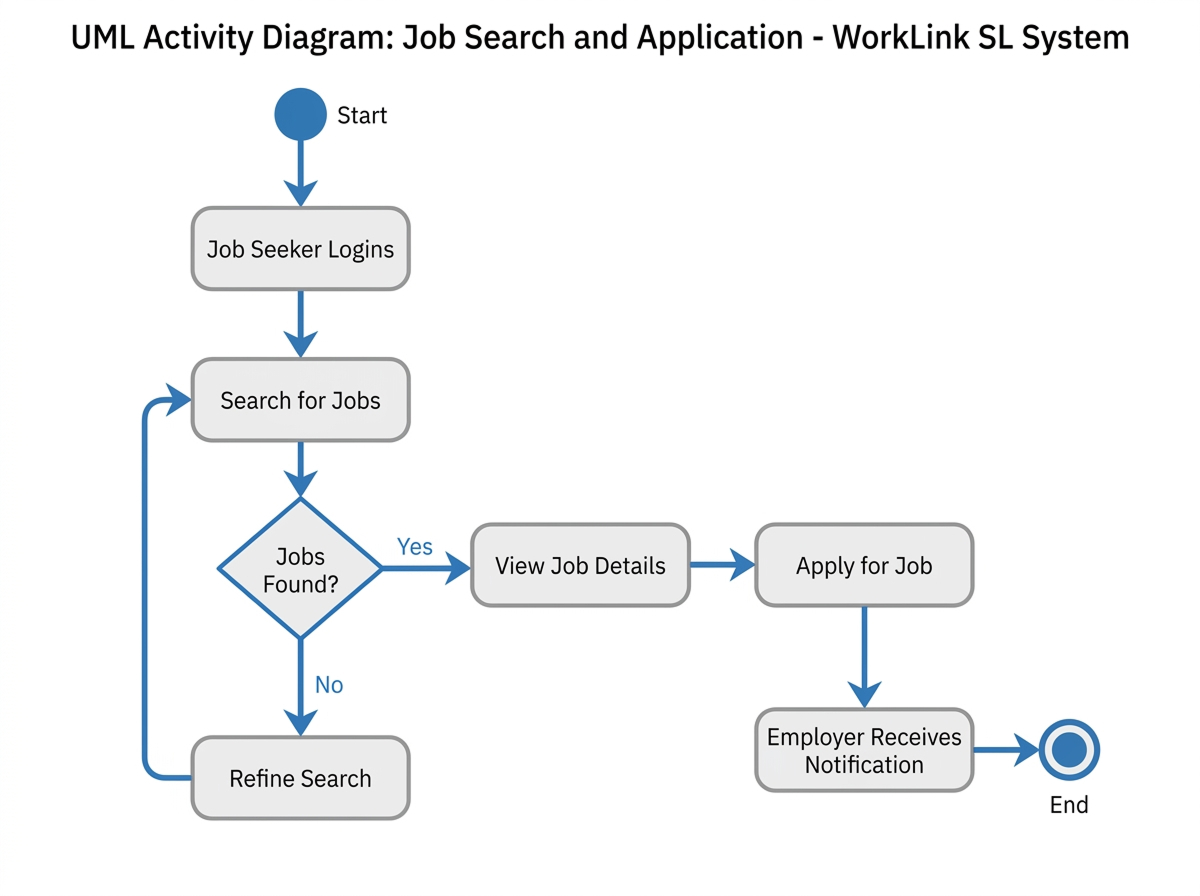 UML Activity Diagram: Job Search and Application - WorkLink SL System
Start
Job Seeker Logins
Search for Jobs
Jobs
Found?
Yes
View Job Details
Apply for Job
No
Refine Search
Employer Receives
Notification
End